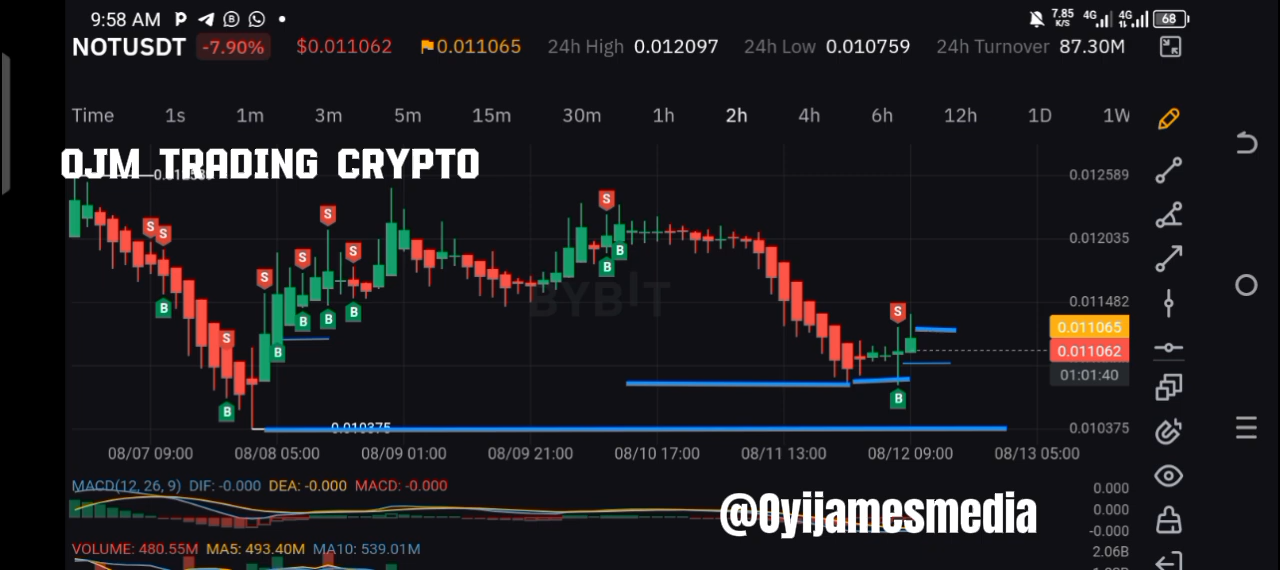 9:58 AM P B 7.85 K/S 4G 4G 68
NOTUSDT -7.90% $0.011062 0.011065 24h High 0.012097 24h Low 0.010759 24h Turnover 87.30M
Time 1s 1m 3m 5m 15m 30m 1h 2h 4h 6h 12h 1D 1W
OJM TRADING CRYPTO
0.012589
S S S S S S S S S
0.012035
B B B B B B B B B
BYBIT
0.011482
0.011065
0.011062
01:01:40
0.010375 0.010375
08/07 09:00 08/08 05:00 08/09 01:00 08/09 21:00 08/10 17:00 08/11 13:00 08/12 09:00 08/13 05:00
MACD(12, 26, 9) DIF: -0.000 DEA: -0.000 MACD: -0.000
0.000
0.000
-0.000
@Oyijamesmedia
VOLUME: 480.55M MA5: 493.40M MA10: 539.01M
2.06B